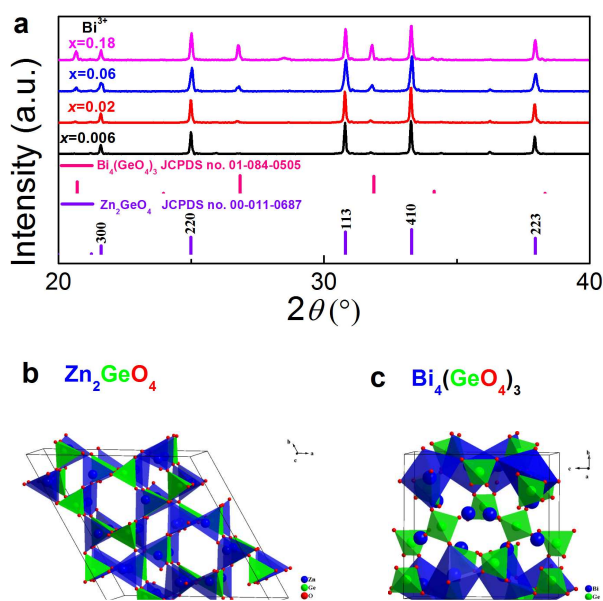 a
Bi3+
x=0.18
x=0.06
x=0.02
x=0.006
Bi4(GeO4)3 JCPDS no. 01-084-0505
Zn2GeO4 JCPDS no. 00-011-0687
300
220
113
410
223
Intensity (a.u.)
20 30 40
2θ (°)
b Zn2GeO4
b
a
c
Zn
Ge
O
c Bi4(GeO4)3
b
c
a
Bi
Ge